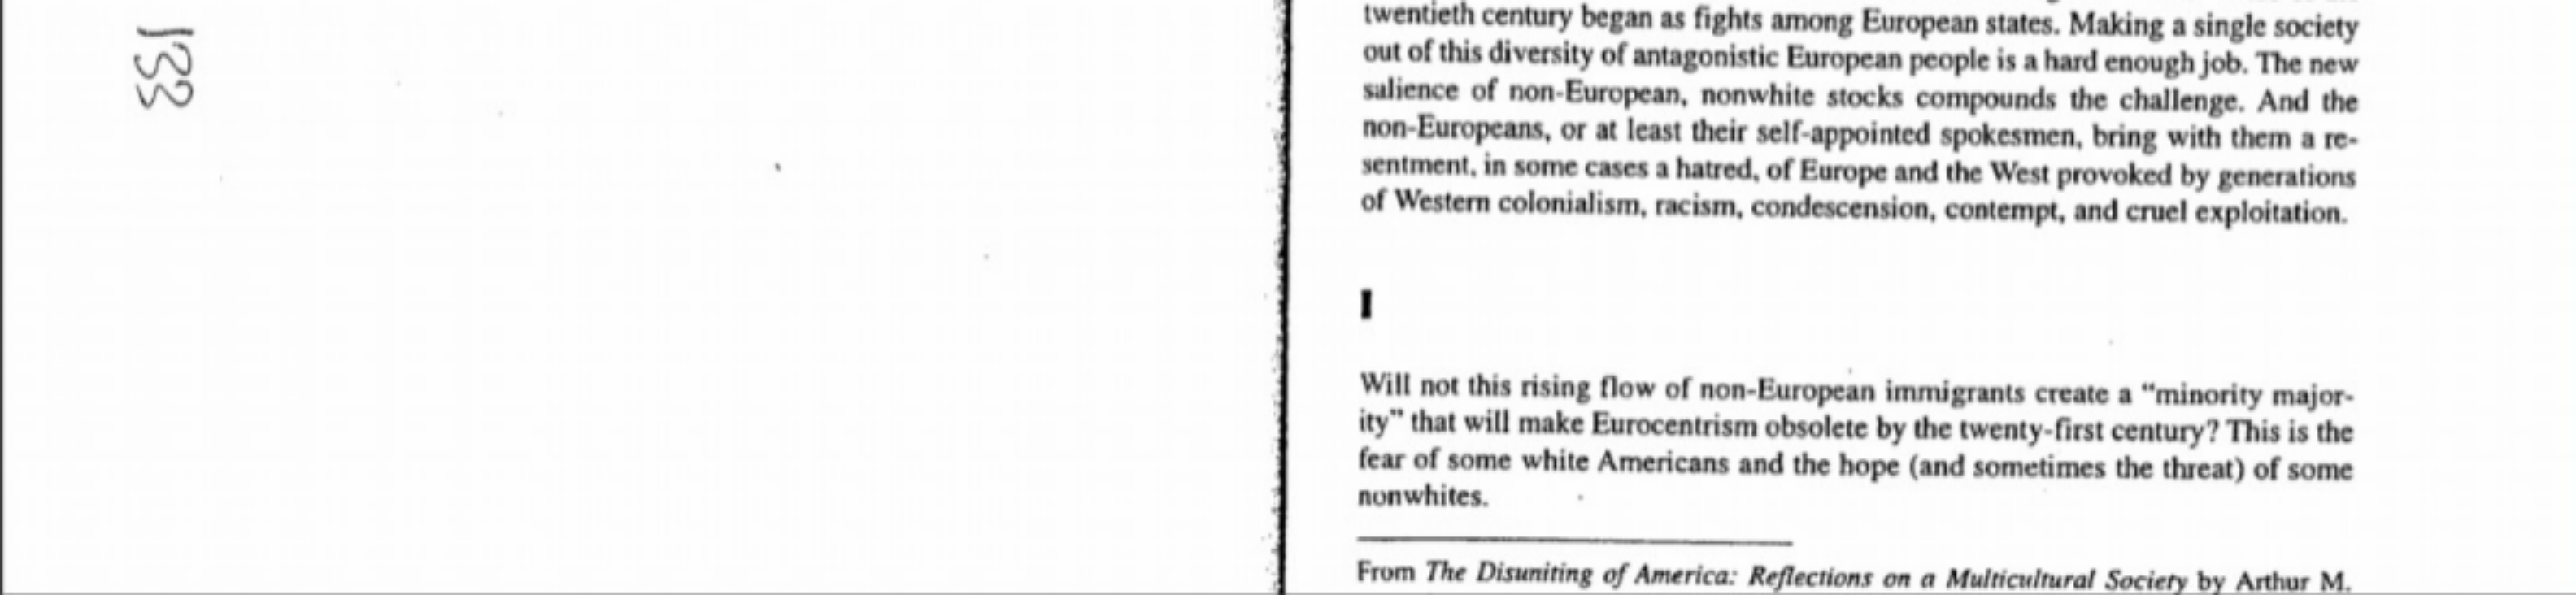 133
twentieth century began as fights among European states. Making a single society
out of this diversity of antagonistic European people is a hard enough job. The new
salience of non-European, nonwhite stocks compounds the challenge. And the
non-Europeans, or at least their self-appointed spokesmen, bring with them a re-
sentment, in some cases a hatred, of Europe and the West provoked by generations
of Western colonialism, racism, condescension, contempt, and cruel exploitation.
I
Will not this rising flow of non-European immigrants create a “minority major-
ity” that will make Eurocentrism obsolete by the twenty-first century? This is the
fear of some white Americans and the hope (and sometimes the threat) of some
nonwhites.
From The Disuniting of America: Reflections on a Multicultural Society by Arthur M.